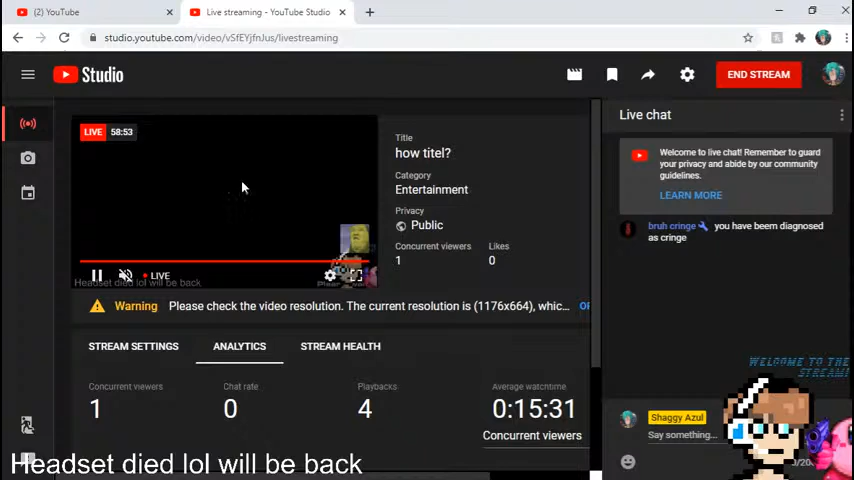 (2) YouTube
Live streaming - YouTube Studio
studio.youtube.com/video/vSfEYjfnJus/livestreaming
Studio
END STREAM
LIVE 58:53
LIVE
Headset died lol will be back
Title
how titel?
Category
Entertainment
Privacy
Public
Concurrent viewers
1
Likes
0
Warning Please check the video resolution. The current resolution is (1176x664), whic...
STREAM SETTINGS
ANALYTICS
STREAM HEALTH
Concurrent viewers
1
Chat rate
0
Playbacks
4
Average watchtime
0:15:31
Concurrent viewers
Live chat
Welcome to live chat! Remember to guard
your privacy and abide by our community
guidelines.
LEARN MORE
bruh cringe you have beem diagnosed
as cringe
WELCOME TO THE
STREAM!
Shaggy Azul
Say something...
Headset died lol will be back